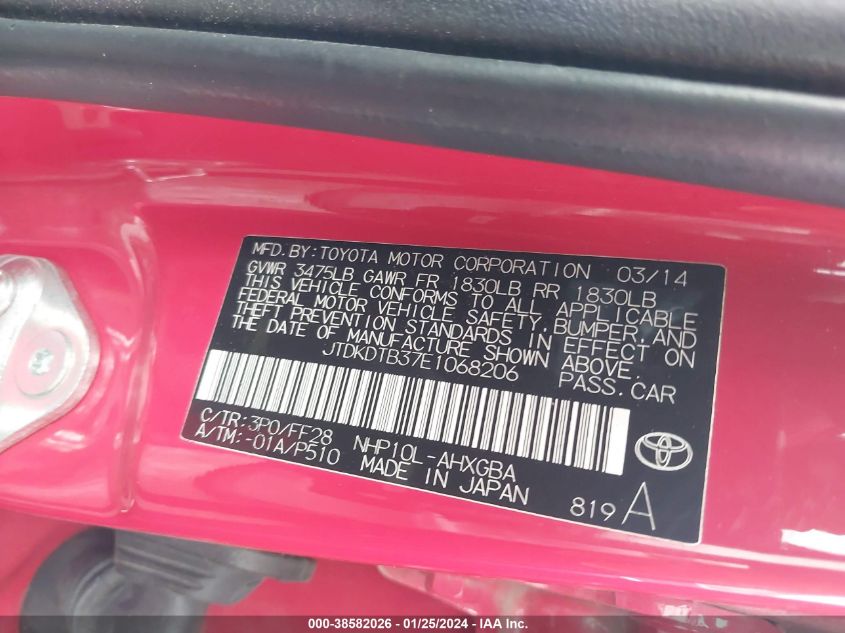 MFD. BY: TOYOTA MOTOR CORPORATION 03/14
GVWR 3475LB GAWR FR 1830LB RR 1830LB
THIS VEHICLE CONFORMS TO ALL APPLICABLE
FEDERAL MOTOR VEHICLE SAFETY, BUMPER, AND
THEFT PREVENTION STANDARDS IN EFFECT ON
THE DATE OF MANUFACTURE SHOWN ABOVE.
JTDKDTB37E1068206 PASS. CAR
C/TR: 3P0/FF28 NHP10L-AHXGBA
A/TM: -01A/P510 MADE IN JAPAN
819 A
000-38582026 - 01/25/2024 - IAA Inc.